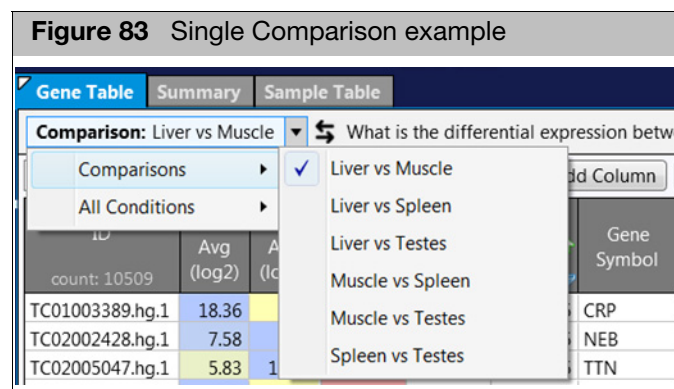 Figure 83 Single Comparison example
Gene Table Summary Sample Table
Comparison: Liver vs Muscle What is the differential expression betw
Comparisons
All Conditions
Liver vs Muscle
Liver vs Spleen
Liver vs Testes
Muscle vs Spleen
Muscle vs Testes
Spleen vs Testes
dd Column
ID
count: 10509
Avg
(log2)
Gene
Symbol
TC01003389.hg.1 18.36 CRP
TC02002428.hg.1 7.58 NEB
TC02005047.hg.1 5.83 1 TTN